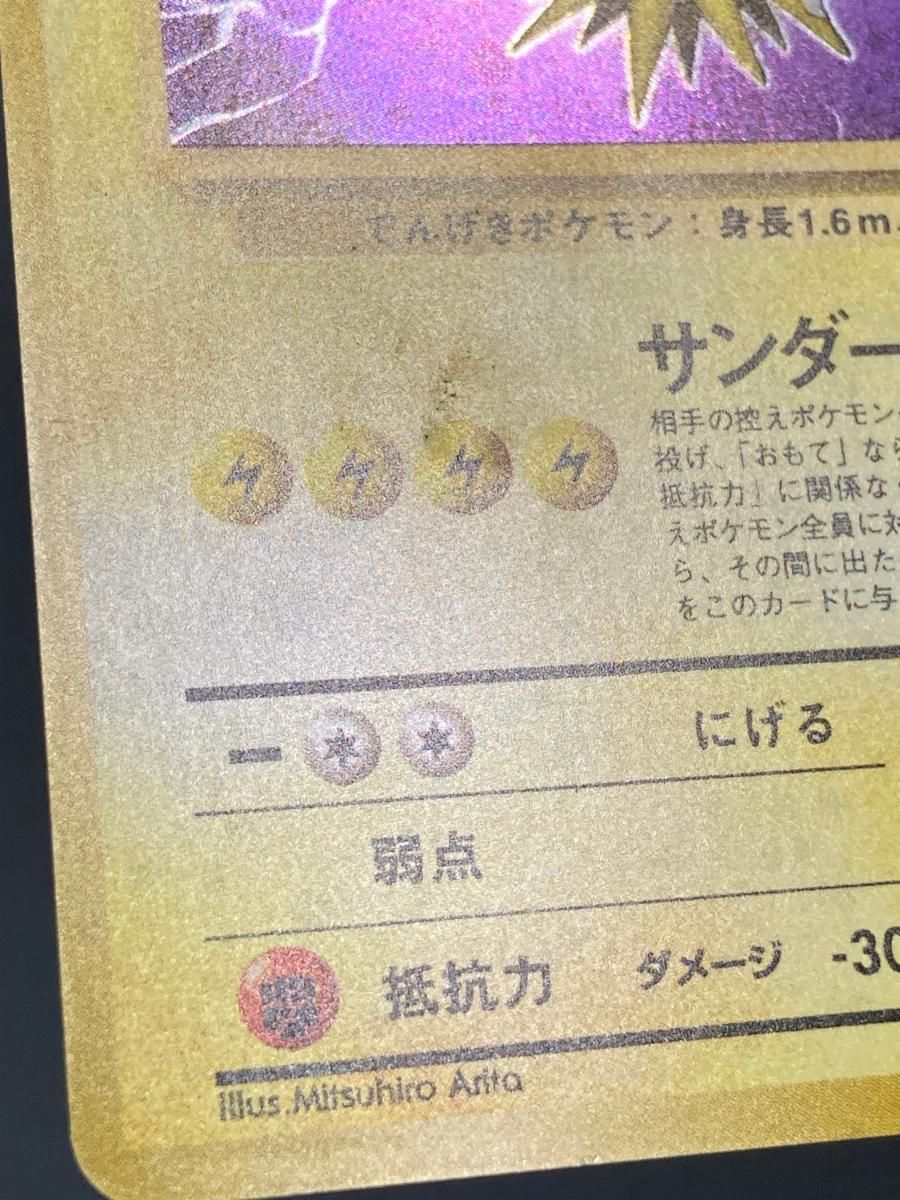 でんげきポケモン：身長1.6m
サンダー
相手の控えポケモン
投げ、「おもて」なら
抵抗力」に関係な
えポケモン全員に対
ら、その間に出た
をこのカードに与
にげる
弱点
抵抗力 ダメージ -30
Illus.Mitsuhiro Arita